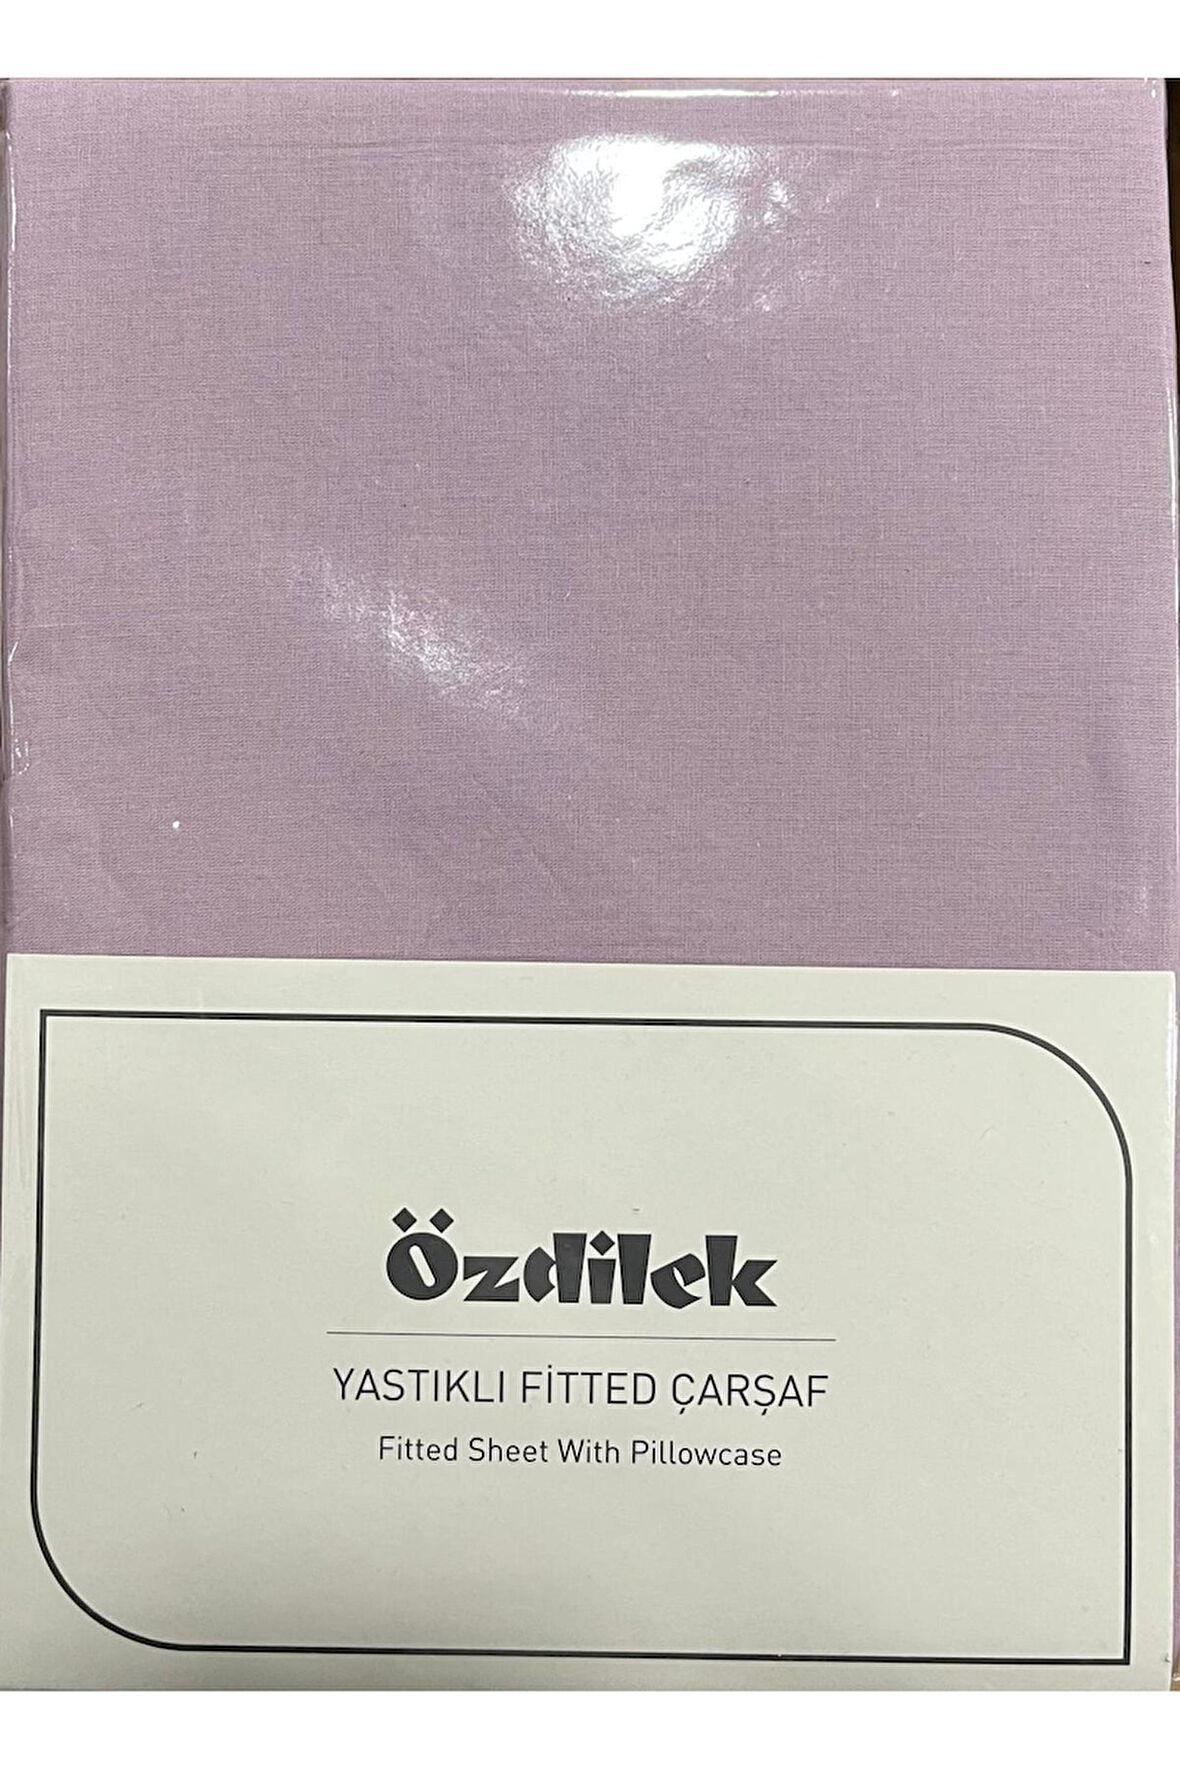 Özdilek
YASTIKLI FİTTED ÇARŞAF
Fitted Sheet With Pillowcase